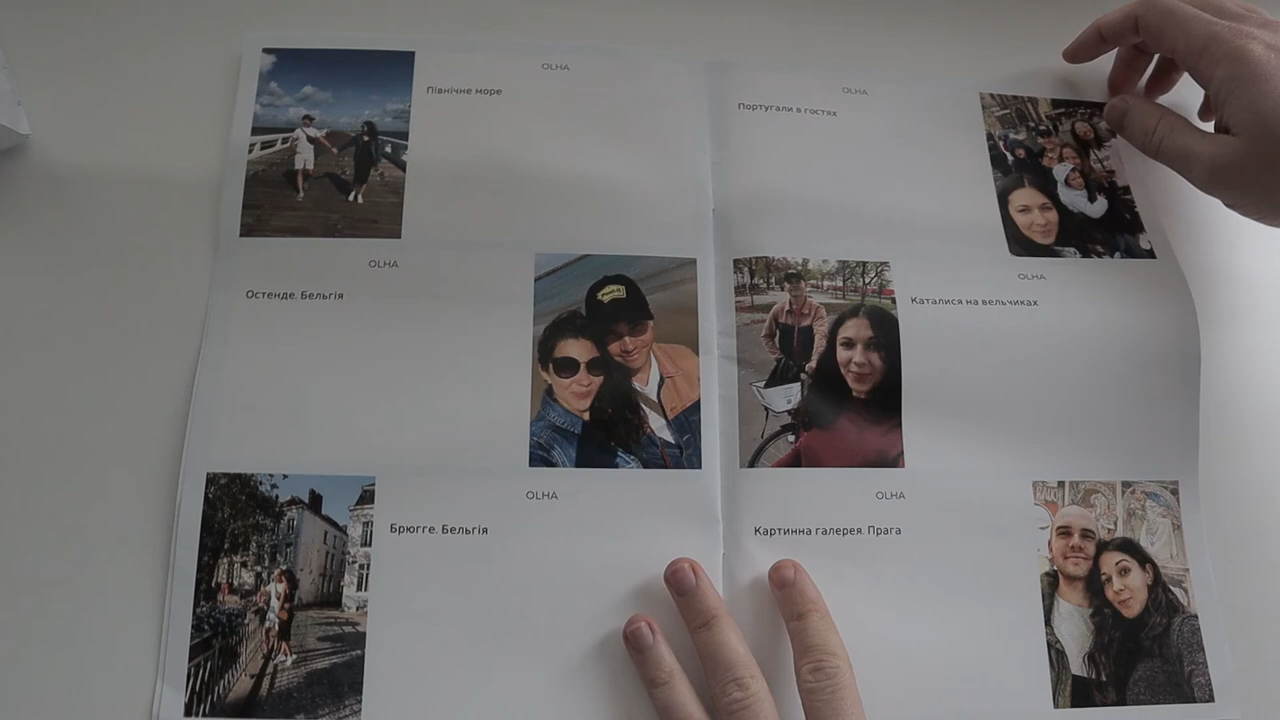 OLHA
Північне море
OLHA
Остенде. Бельгія
OLHA
Брюгге. Бельгія
OLHA
Португали в гостях
OLHA
Каталися на вельчиках
OLHA
Картинна галерея. Прага